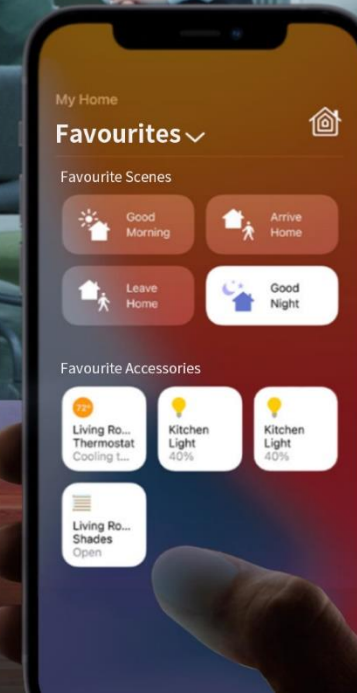 My Home
Favourites
Favourite Scenes
Good
Morning
Arrive
Home
Leave
Home
Good
Night
Favourite Accessories
72°
Living Ro...
Thermostat
Cooling t...
Kitchen
Light
40%
Kitchen
Light
40%
Living Ro...
Shades
Open